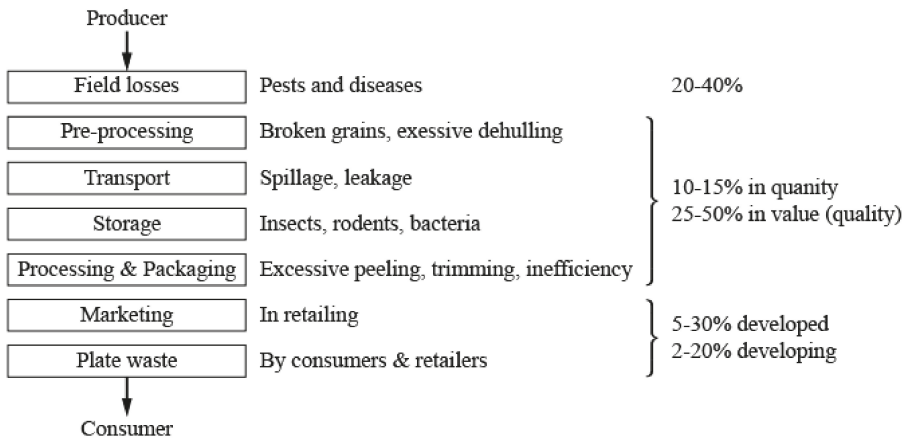 Producer
Field losses Pests and diseases 20-40%
Pre-processing Broken grains, exessive dehulling
Transport Spillage, leakage
10-15% in quanity
25-50% in value (quality)
Storage Insects, rodents, bacteria
Processing & Packaging Excessive peeling, trimming, inefficiency
Marketing In retailing
5-30% developed
2-20% developing
Plate waste By consumers & retailers
Consumer